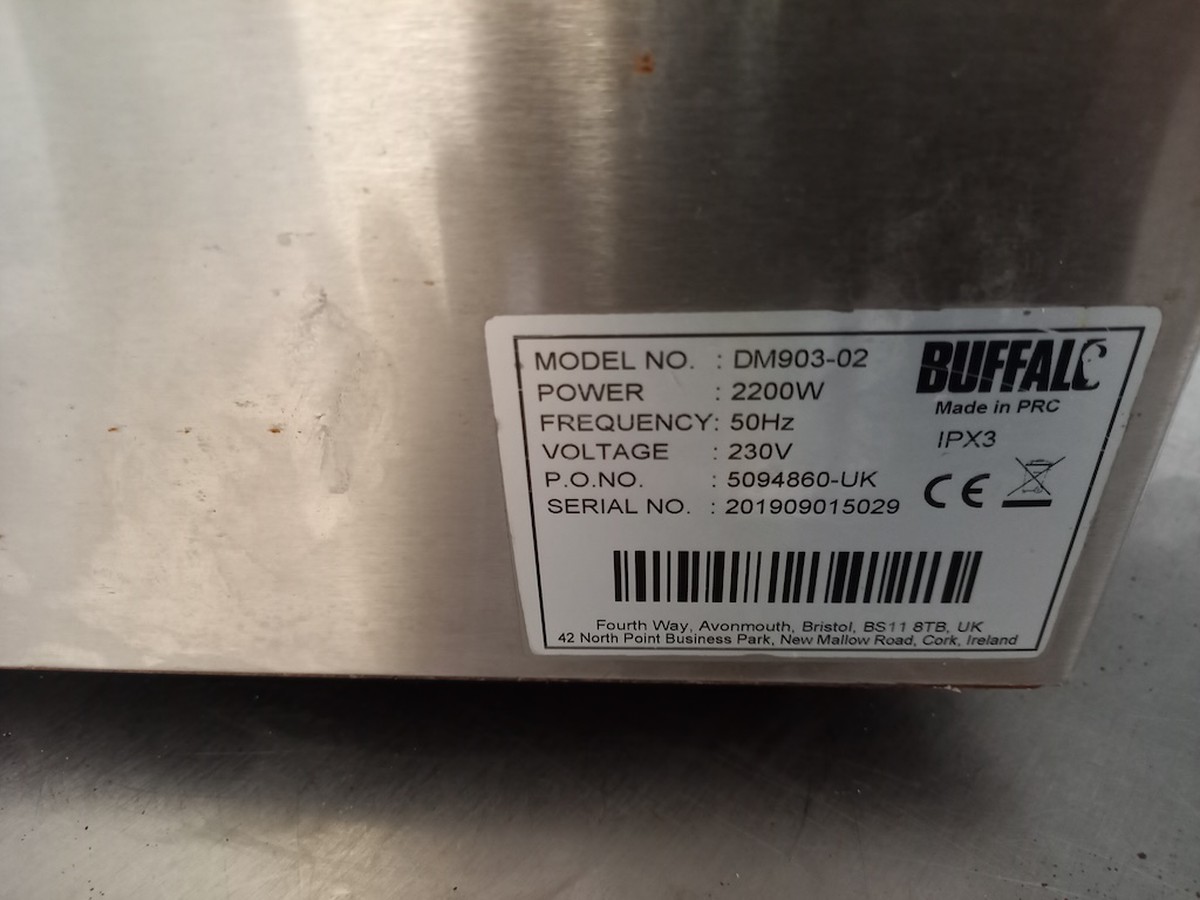 MODEL NO. : DM903-02
POWER : 2200W
FREQUENCY: 50Hz
VOLTAGE : 230V
P.O.NO. : 5094860-UK
SERIAL NO. : 201909015029
BUFFALO
Made in PRC
IPX3
CE
Fourth Way, Avonmouth, Bristol, BS11 8TB, UK
42 North Point Business Park, New Mallow Road, Cork, Ireland